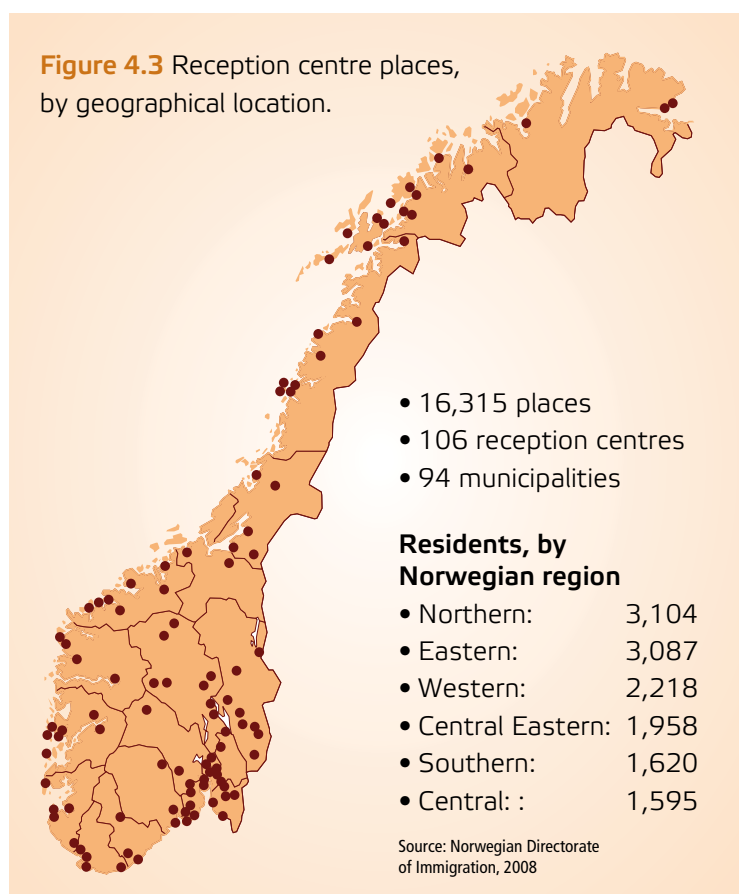 Figure 4.3 Reception centre places,
by geographical location.
• 16,315 places
• 106 reception centres
• 94 municipalities
Residents, by
Norwegian region
• Northern: 3,104
• Eastern: 3,087
• Western: 2,218
• Central Eastern: 1,958
• Southern: 1,620
• Central: : 1,595
Source: Norwegian Directorate
of Immigration, 2008